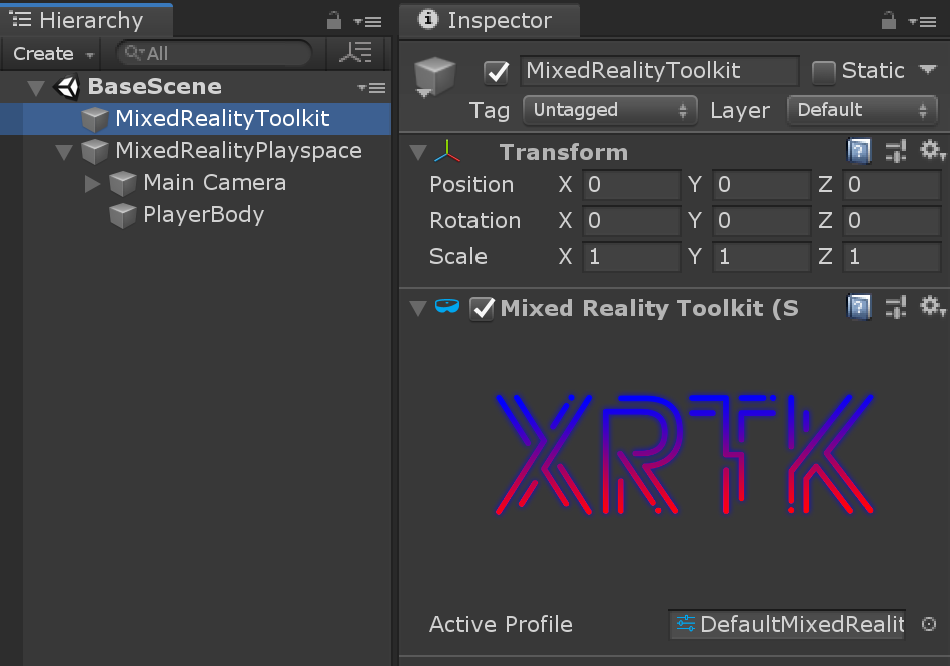 Hierarchy
Create
All
BaseScene
MixedRealityToolkit
MixedRealityPlayspace
Main Camera
PlayerBody
Inspector
MixedRealityToolkit
Static
Tag
Untagged
Layer
Default
Transform
Position X 0 Y 0 Z 0
Rotation X 0 Y 0 Z 0
Scale X 1 Y 1 Z 1
Mixed Reality Toolkit (S
XRTK
Active Profile
DefaultMixedRealit